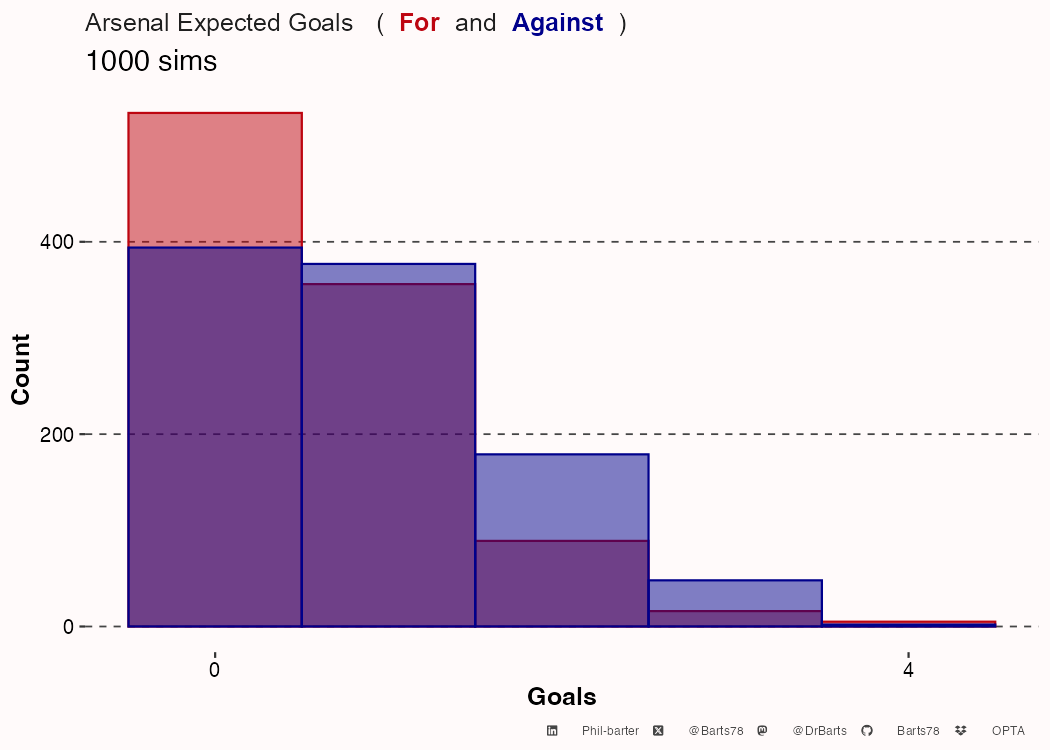 Arsenal Expected Goals ( For and Against )
1000 sims
Count
400
200
0
0 4
Goals
Phil-barter @Barts78 @DrBarts Barts78 OPTA